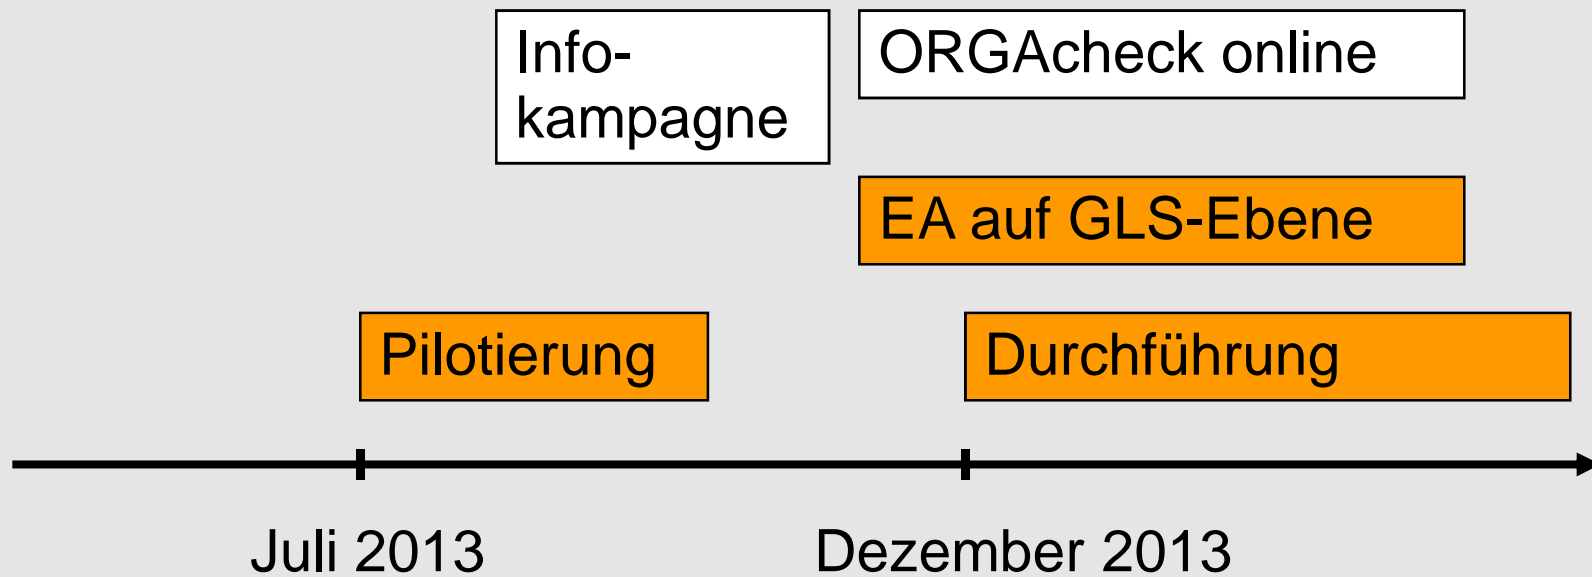 Info-
kampagne
ORGAcheck online
EA auf GLS-Ebene
Pilotierung
Durchführung
Juli 2013
Dezember 2013